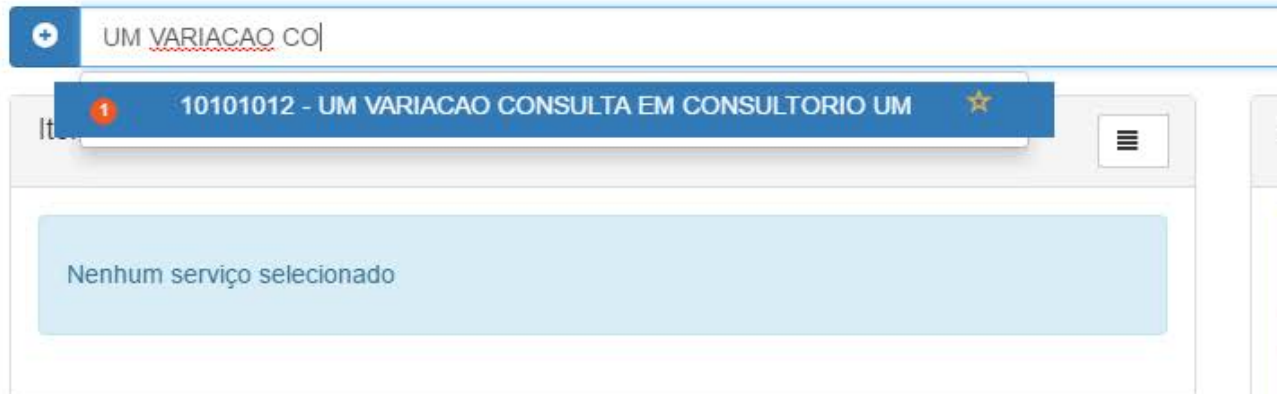 UM VARIACAO CO
1 10101012 - UM VARIACAO CONSULTA EM CONSULTORIO UM
Nenhum serviço selecionado